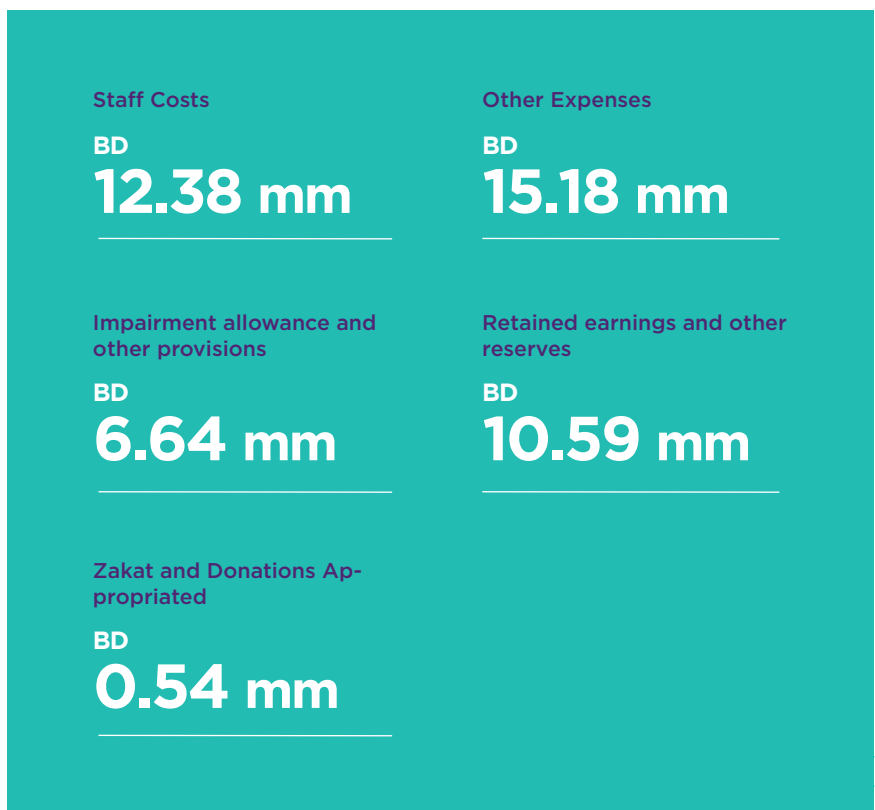 Staff Costs
BD
12.38 mm
Other Expenses
BD
15.18 mm
Impairment allowance and
other provisions
BD
6.64 mm
Retained earnings and other
reserves
BD
10.59 mm
Zakat and Donations Ap-
propriated
BD
0.54 mm